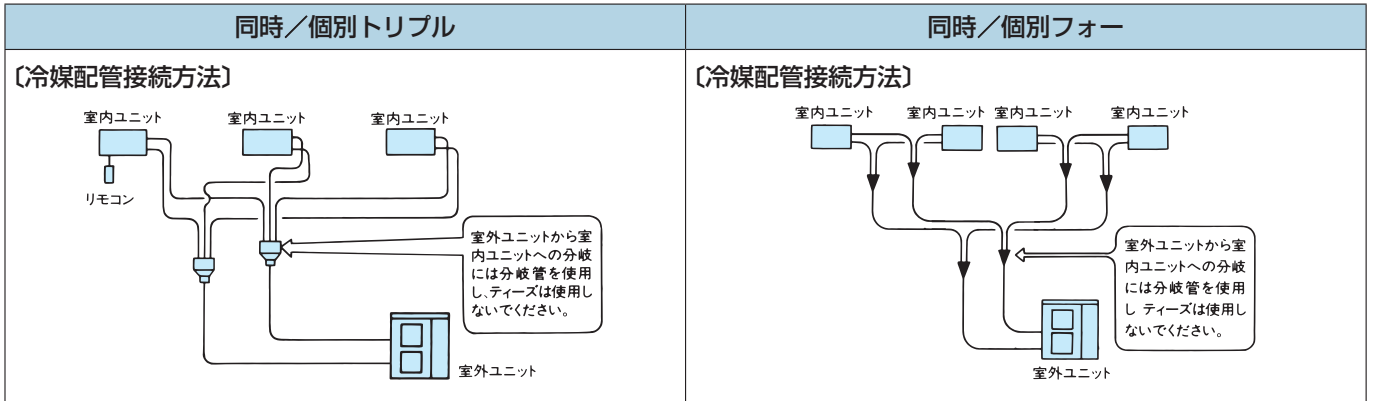 同時／個別トリプル
〔冷媒配管接続方法〕
室内ユニット
室内ユニット
室内ユニット
リモコン
室外ユニットから室
内ユニットへの分岐
には分岐管を使用
し、ティーズは使用し
ないでください。
室外ユニット
同時／個別フォー
〔冷媒配管接続方法〕
室内ユニット
室内ユニット
室内ユニット
室内ユニット
室外ユニットから室
内ユニットへの分岐
には分岐管を使用
し ティーズは使用し
ないでください。
室外ユニット